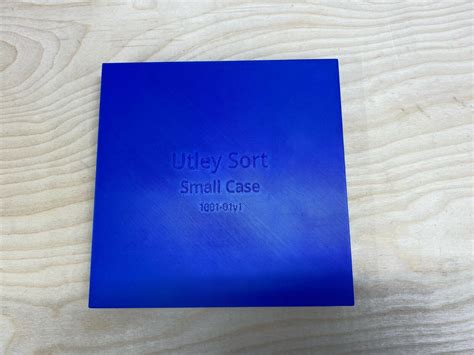 Utley Sort
Small Case
1001-01v1